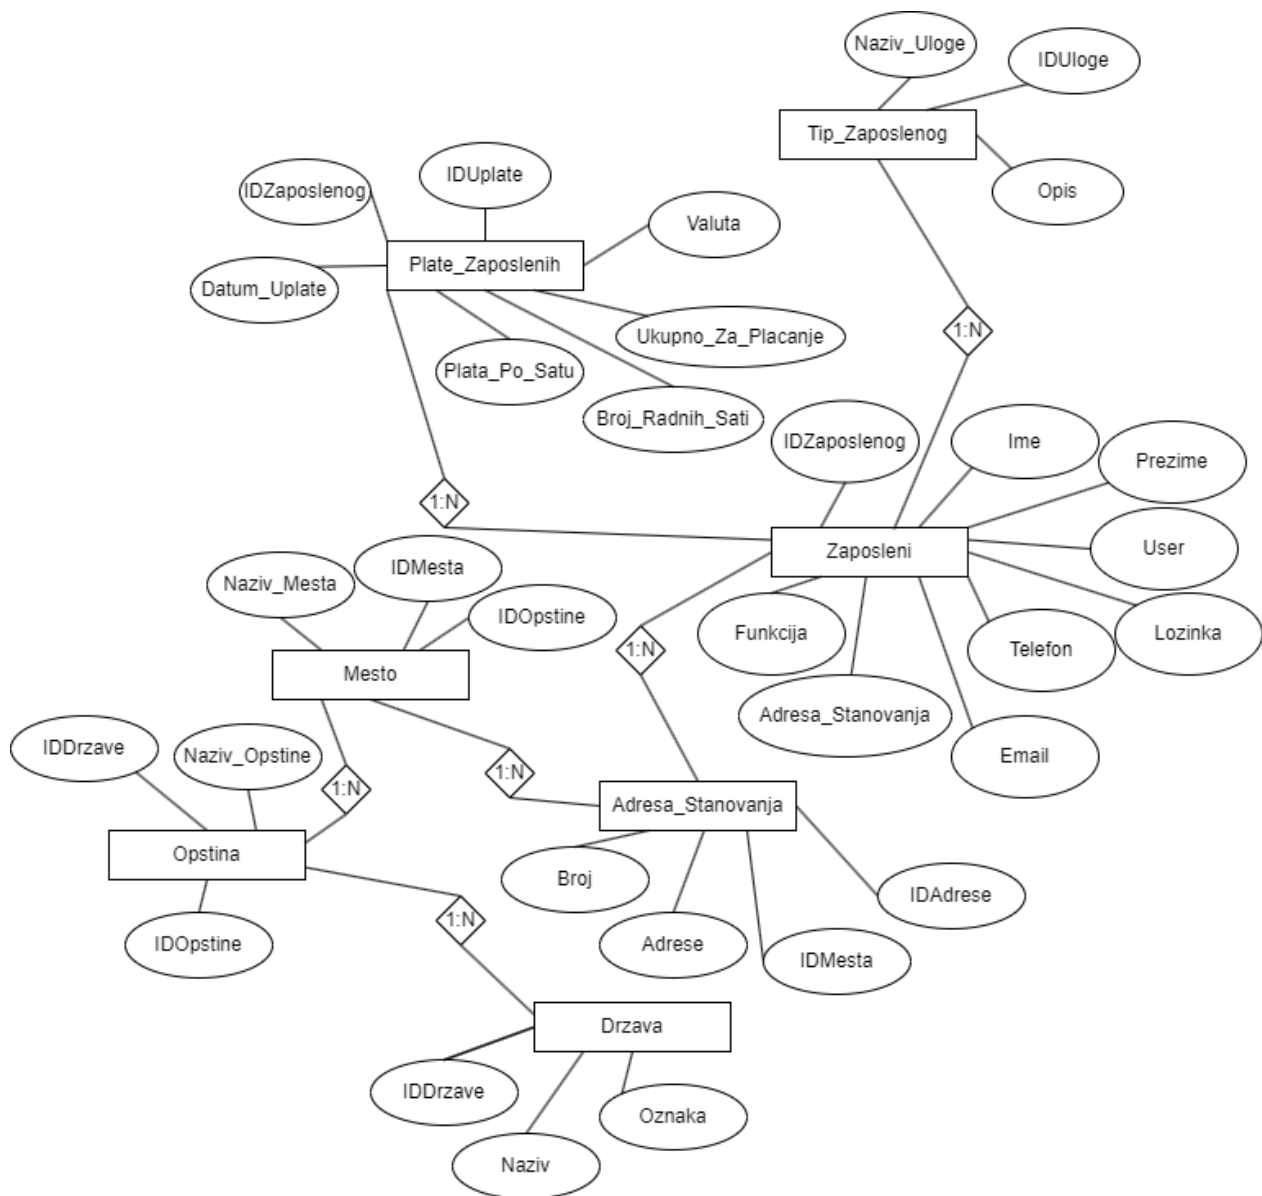 Naziv_Uloge
IDUloge
Tip_Zaposlenog
IDUplate
IDZaposlenog
Opis
Valuta
Plate_Zaposlenih
Datum_Uplate
1:N
Ukupno_Za_Placanje
Plata_Po_Satu
Broj_Radnih_Sati
IDZaposlenog
Ime
Prezime
1:N
Zaposleni
User
IDMesta
Naziv_Mesta
IDOpstine
Funkcija
Lozinka
1:N
Telefon
Mesto
Adresa_Stanovanja
IDDrzave
Naziv_Opstine
Email
1:N
1:N
Adresa_Stanovanja
Opstina
Broj
IDAdrese
1:N
IDOpstine
Adrese
IDMesta
Drzava
IDDrzave
Oznaka
Naziv